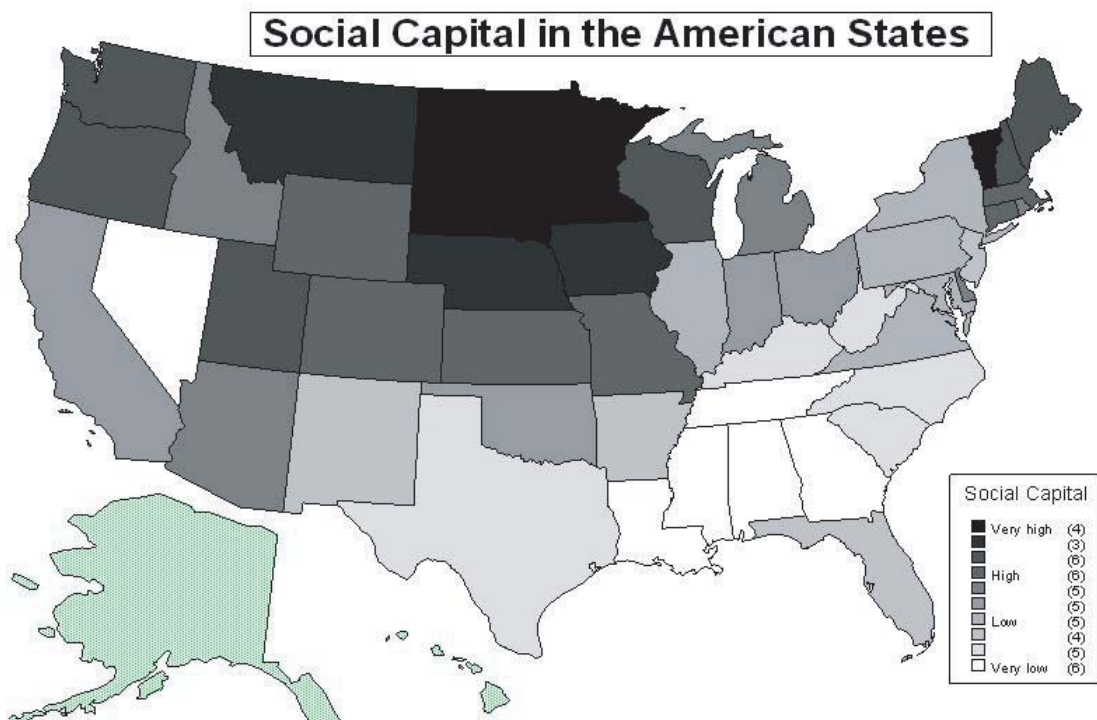 Social Capital in the American States
Social Capital
Very high (4)
(3)
(6)
High (6)
(5)
(5)
Low (5)
(4)
(5)
Very low (6)